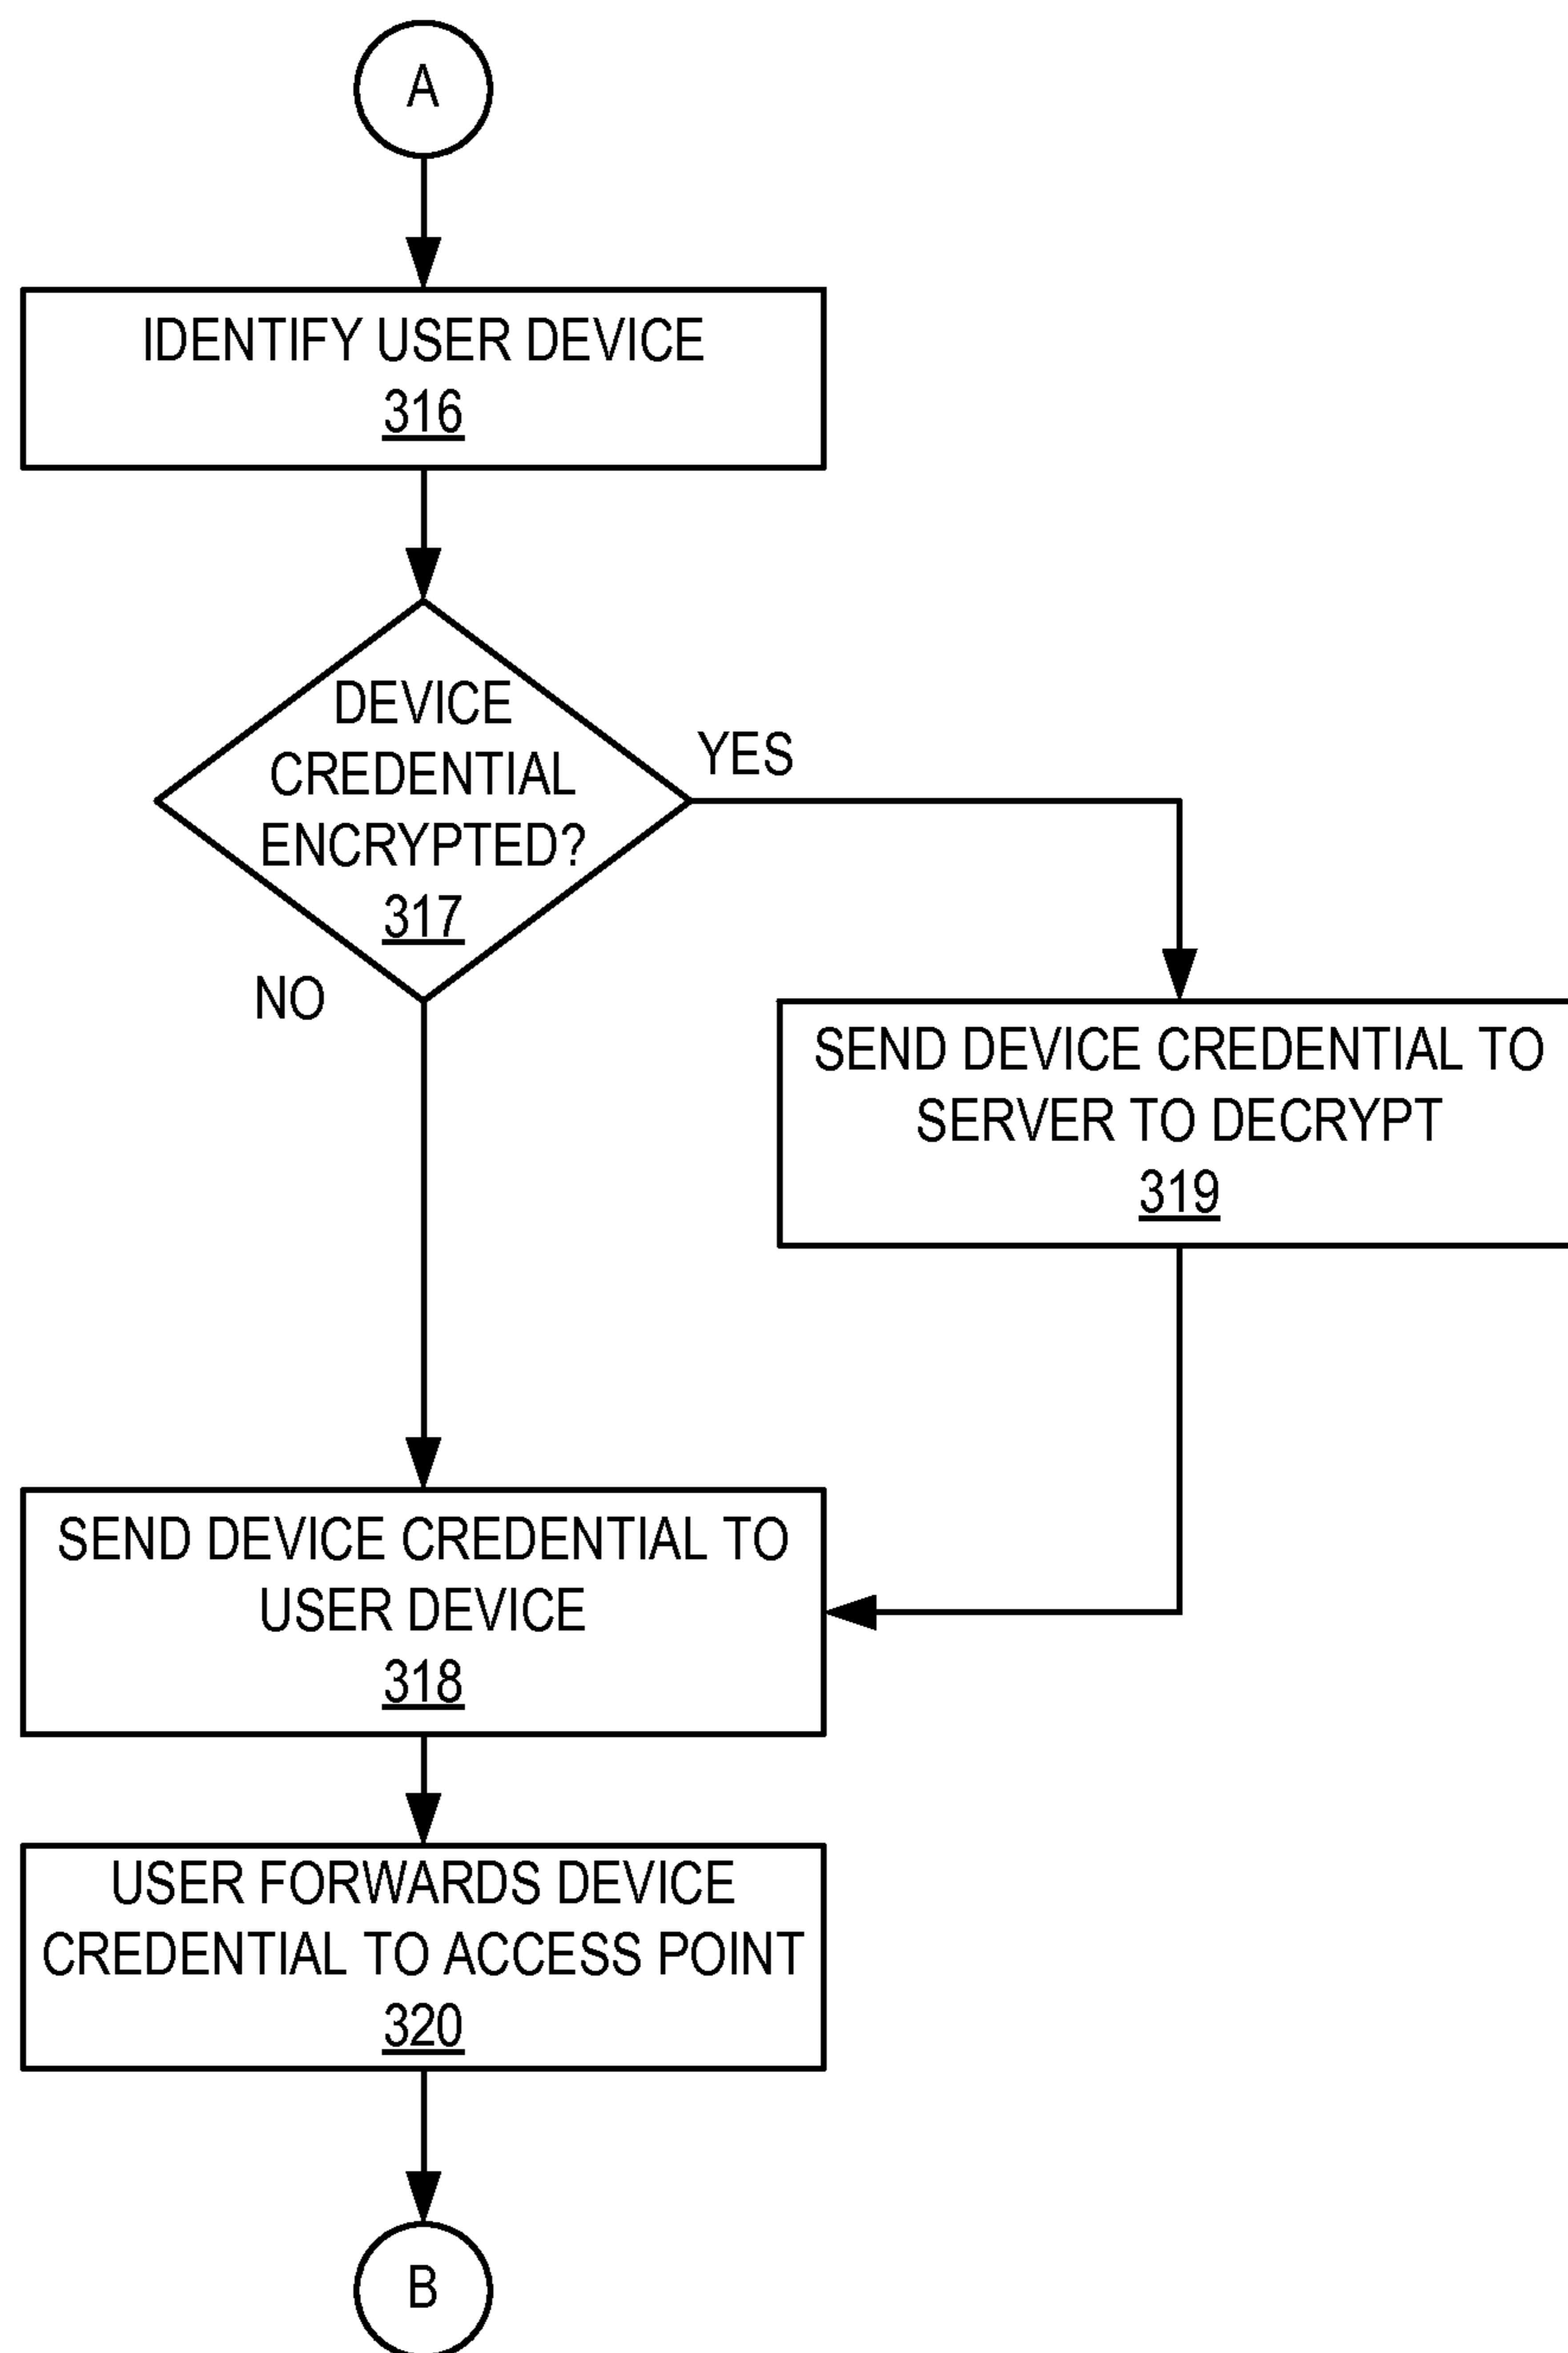 A
IDENTIFY USER DEVICE
316
DEVICE
CREDENTIAL
ENCRYPTED?
317
YES
NO
SEND DEVICE CREDENTIAL TO
SERVER TO DECRYPT
319
SEND DEVICE CREDENTIAL TO
USER DEVICE
318
USER FORWARDS DEVICE
CREDENTIAL TO ACCESS POINT
320
B